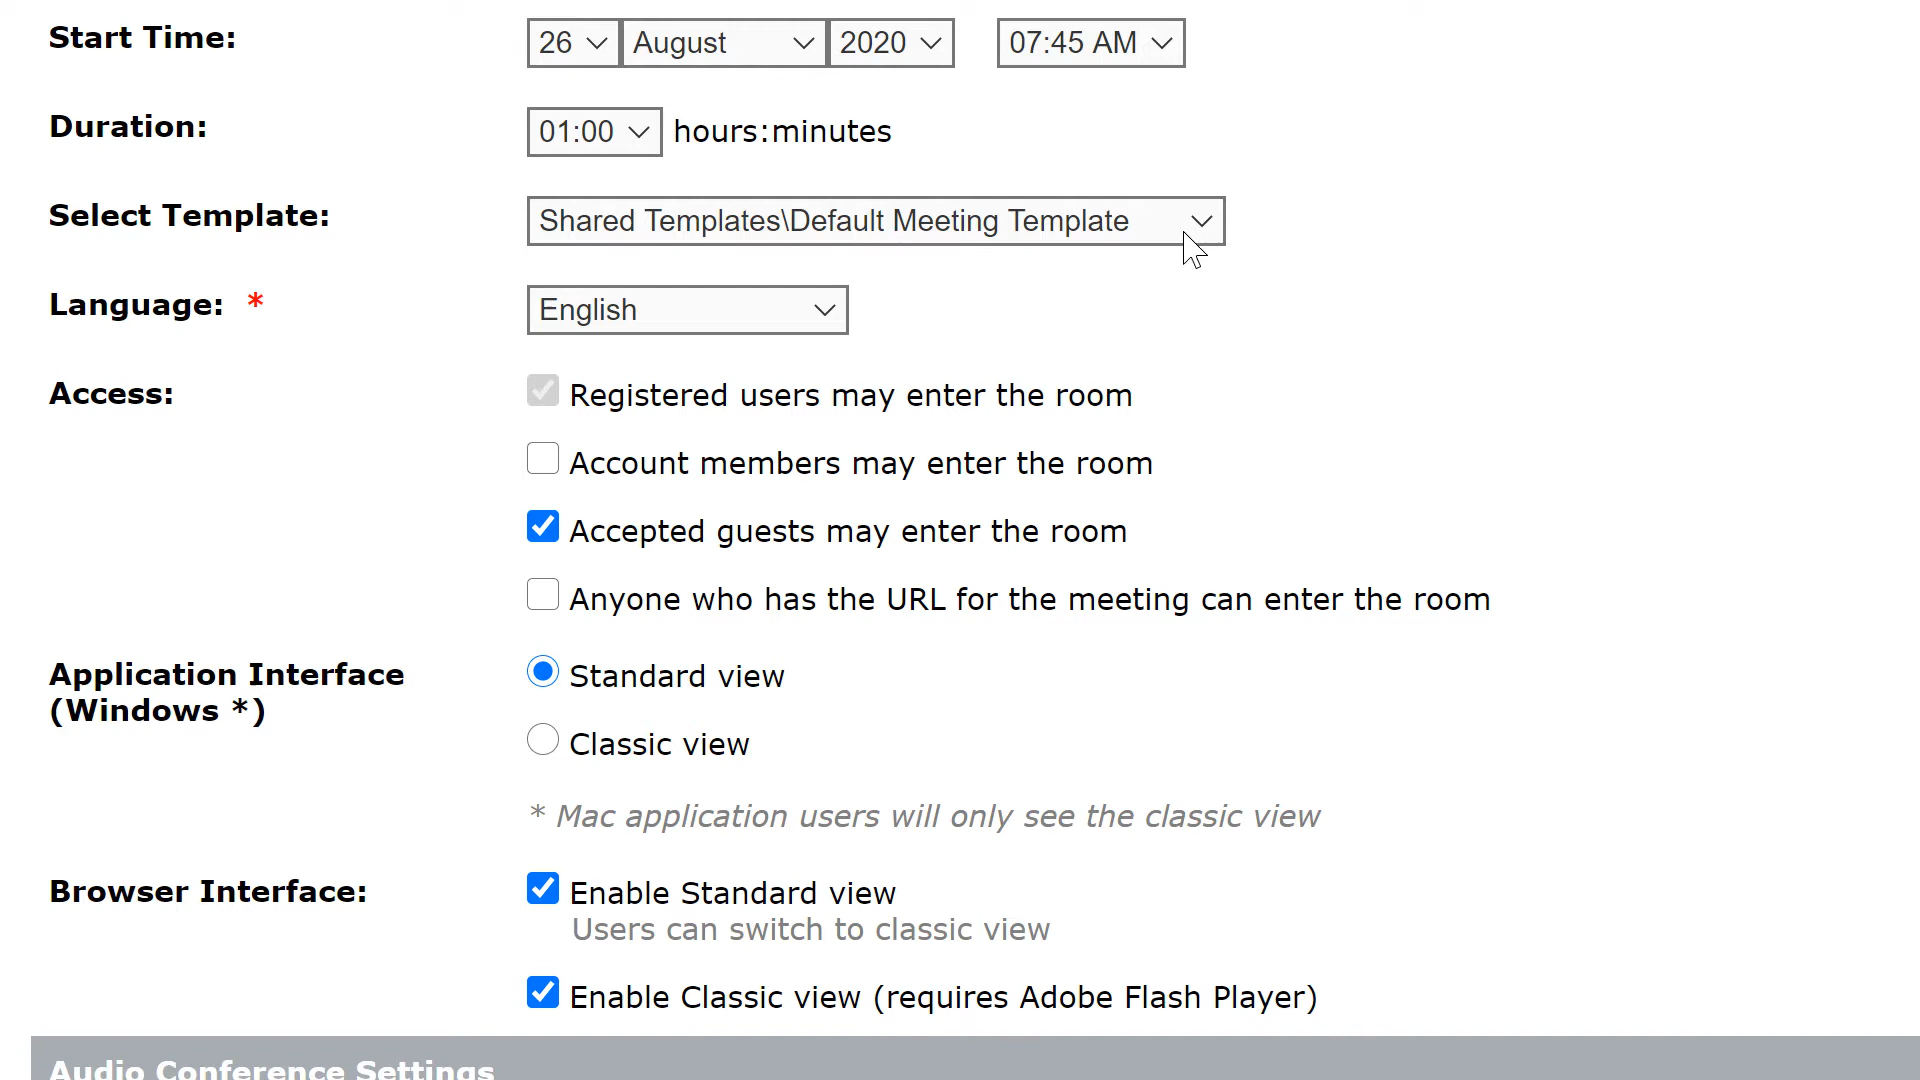 Start Time: 26 August 2020 07:45 AM
Duration: 01:00 hours:minutes
Select Template: Shared Templates\Default Meeting Template
Language: * English
Access: Registered users may enter the room
Account members may enter the room
Accepted guests may enter the room
Anyone who has the URL for the meeting can enter the room
Application Interface
(Windows *)
Standard view
Classic view
* Mac application users will only see the classic view
Browser Interface: Enable Standard view
Users can switch to classic view
Enable Classic view (requires Adobe Flash Player)
Audio Conference Settings